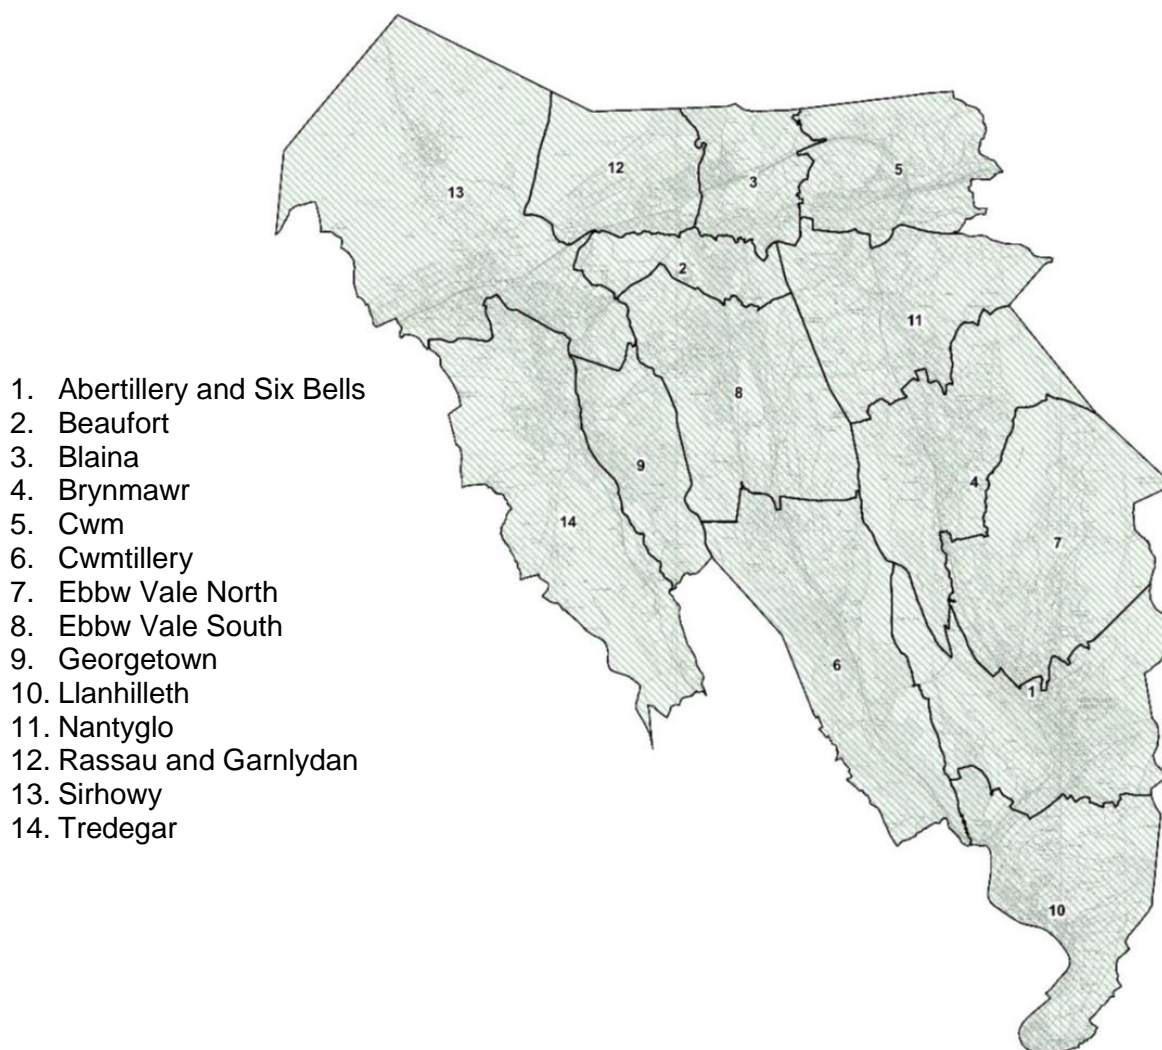 13
12
3
5
2
11
8
9
4
14
7
6
1
10
1. Abertillery and Six Bells
2. Beaufort
3. Blaina
4. Brynmawr
5. Cwm
6. Cwmtillery
7. Ebbw Vale North
8. Ebbw Vale South
9. Georgetown
10. Llanhilleth
11. Nantyglo
12. Rassau and Garnlydan
13. Sirhowy
14. Tredegar